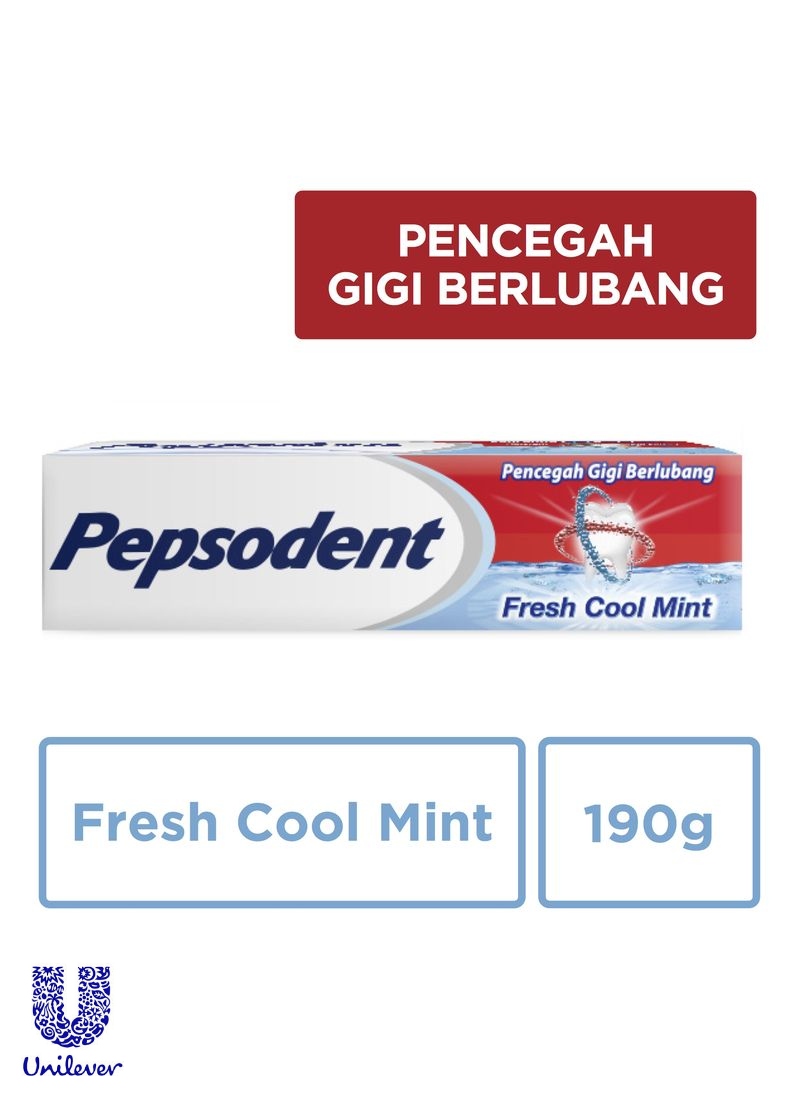 PENCEGAH
GIGI BERLUBANG
Pencegah Gigi Berlubang
Pepsodent
Fresh Cool Mint
Fresh Cool Mint
190g
Unilever